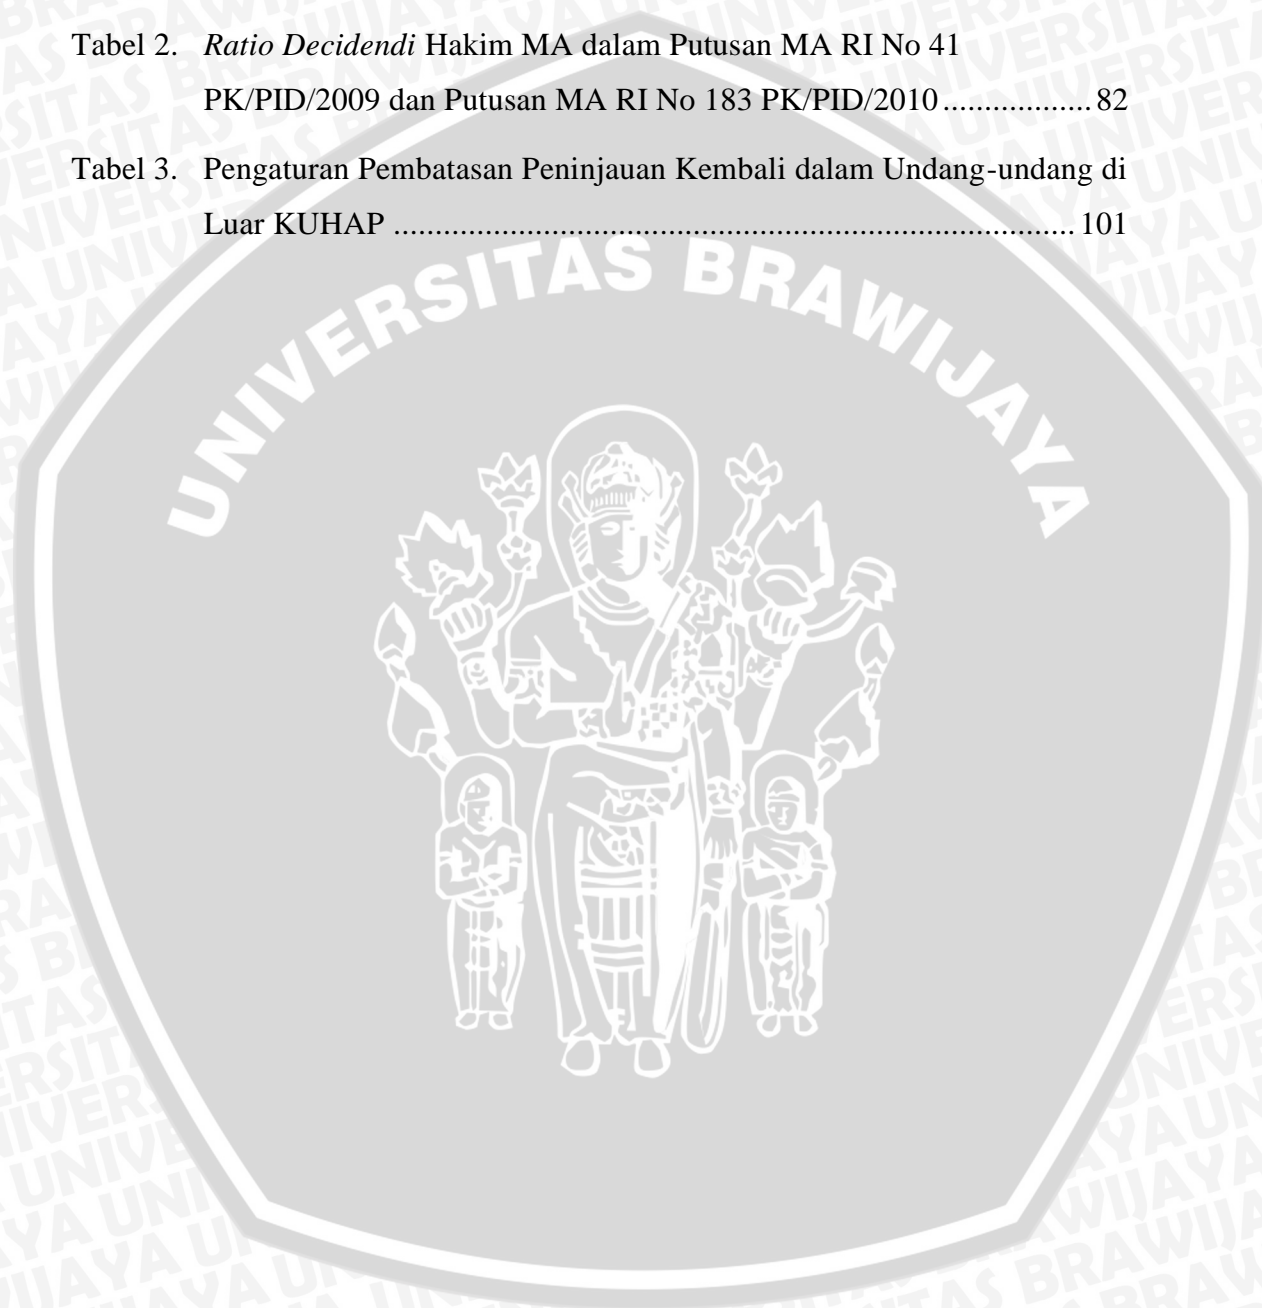 Tabel 2. Ratio Decidendi Hakim MA dalam Putusan MA RI No 41
PK/PID/2009 dan Putusan MA RI No 183 PK/PID/2010 .................. 82
Tabel 3. Pengaturan Pembatasan Peninjauan Kembali dalam Undang-undang di
Luar KUHAP .................................................................................. 101
UNIVERSITAS BRAWIJAYA